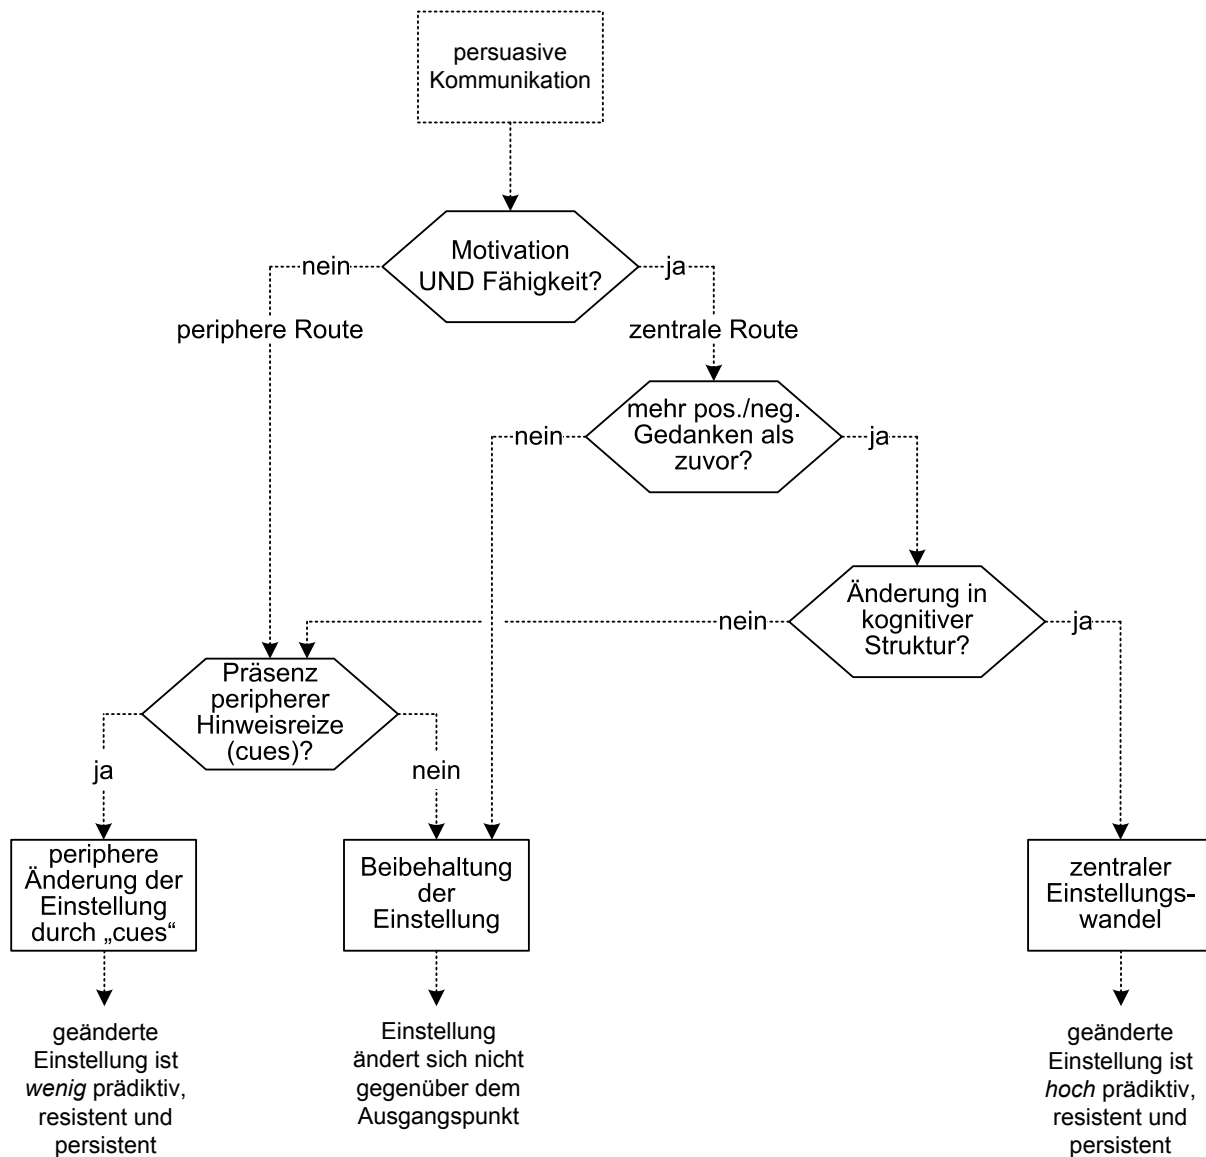 persuasive
Kommunikation
Motivation
UND Fähigkeit?
nein
ja
periphere Route
zentrale Route
mehr pos./neg.
Gedanken als
zuvor?
nein
ja
Änderung in
kognitiver
Struktur?
nein
ja
Präsenz
peripherer
Hinweisreize
(cues)?
ja
nein
periphere
Änderung der
Einstellung
durch „cues“
Beibehaltung
der
Einstellung
zentraler
Einstellungs-
wandel
geänderte
Einstellung ist
wenig prädiktiv,
resistent und
persistent
Einstellung
ändert sich nicht
gegenüber dem
Ausgangspunkt
geänderte
Einstellung ist
hoch prädiktiv,
resistent und
persistent